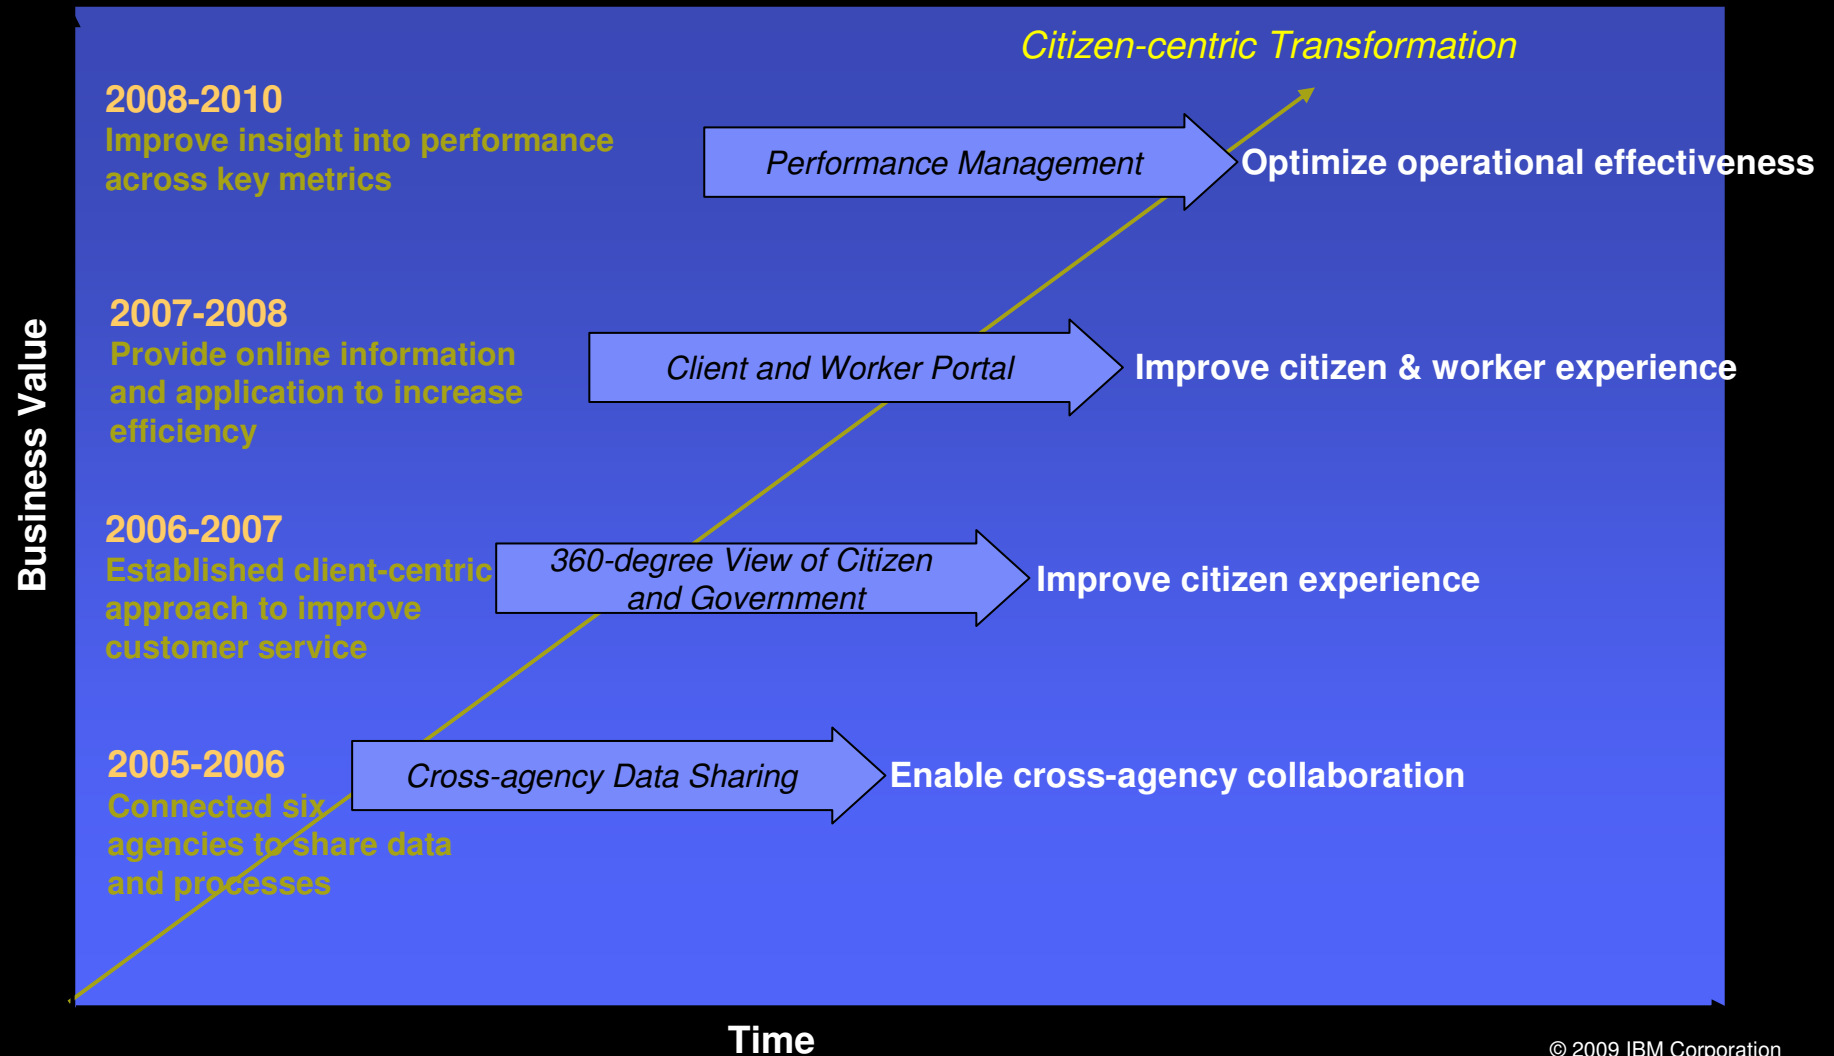 Citizen-centric Transformation
2008-2010
Improve insight into performance
across key metrics
Performance Management
Optimize operational effectiveness
2007-2008
Provide online information
and application to increase
efficiency
Client and Worker Portal
Improve citizen & worker experience
2006-2007
Established client-centric
approach to improve
customer service
360-degree View of Citizen
and Government
Improve citizen experience
2005-2006
Connected six
agencies to share data
and processes
Cross-agency Data Sharing
Enable cross-agency collaboration
Business Value
Time
© 2009 IBM Corporation